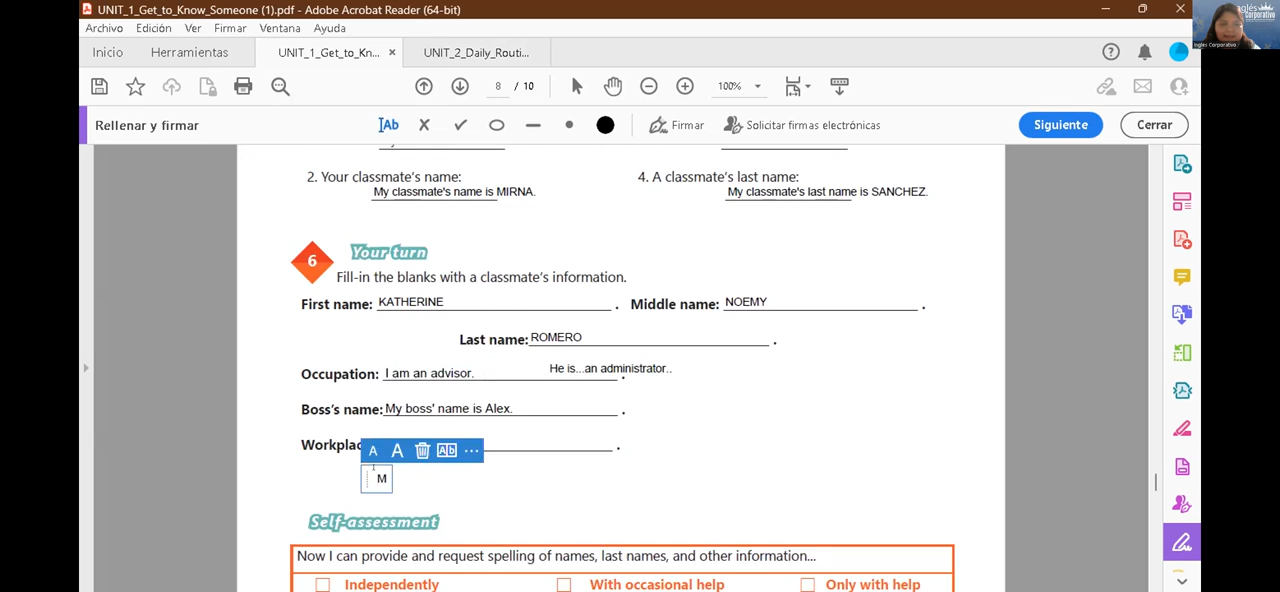 UNIT_1_Get_to_Know_Someone (1).pdf - Adobe Acrobat Reader (64-bit)
Archivo Edición Ver Firmar Ventana Ayuda
Inicio Herramientas UNIT_1_Get_to_Kn... × UNIT_2_Daily_Routi...
8 / 10 100%
Rellenar y firmar Ab Firmar Solicitar firmas electrónicas Siguiente Cerrar
2. Your classmate's name: 4. A classmate's last name:
My classmate's name is MIRNA. My classmate's last name is SANCHEZ.
6 Your turn
Fill-in the blanks with a classmate's information.
First name: KATHERINE . Middle name: NOEMY .
Last name: ROMERO .
Occupation: I am an advisor. He is...an administrator.. .
Boss's name: My boss' name is Alex. .
Workplac .
A A Ab ...
M
Self-assessment
Now I can provide and request spelling of names, last names, and other information...
Independently With occasional help Only with help
Inglés Corporativo